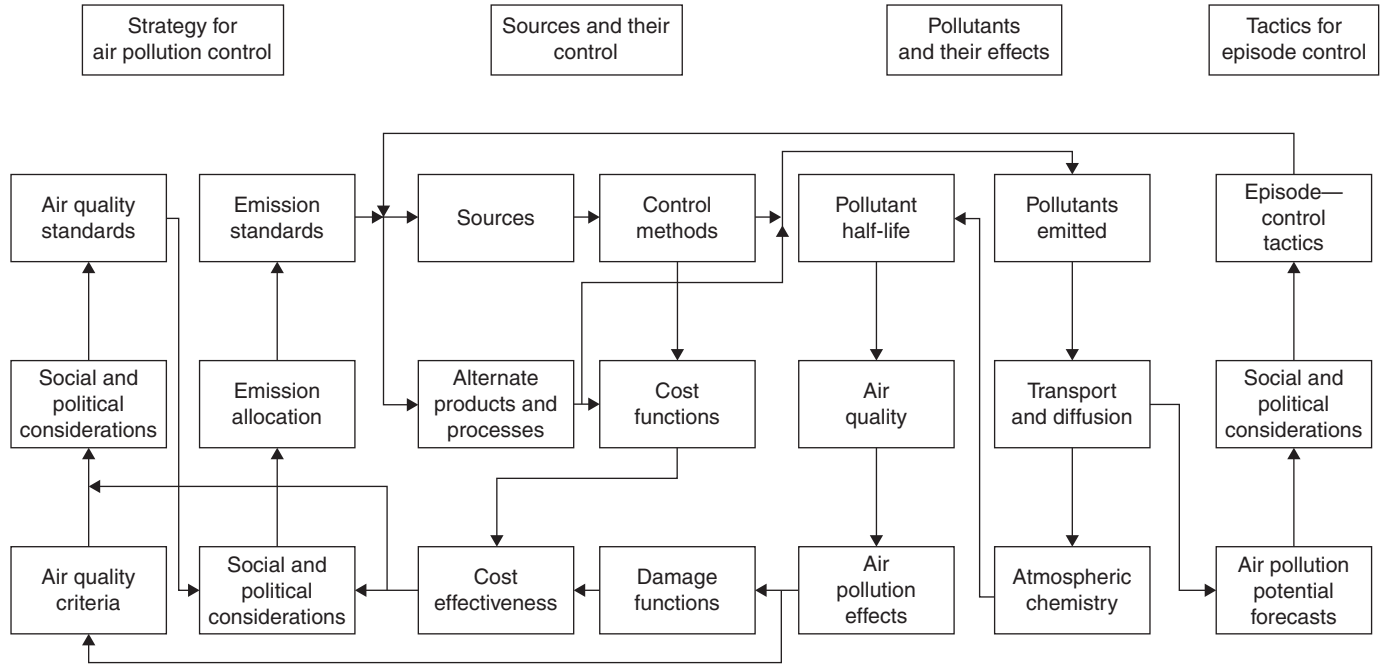 Strategy for
air pollution control
Sources and their
control
Pollutants
and their effects
Tactics for
episode control
Air quality
standards
Emission
standards
Sources
Control
methods
Pollutant
half-life
Pollutants
emitted
Episode—
control
tactics
Social and
political
considerations
Emission
allocation
Alternate
products and
processes
Cost
functions
Air
quality
Transport
and diffusion
Social and
political
considerations
Air quality
criteria
Social and
political
considerations
Cost
effectiveness
Damage
functions
Air
pollution
effects
Atmospheric
chemistry
Air pollution
potential
forecasts